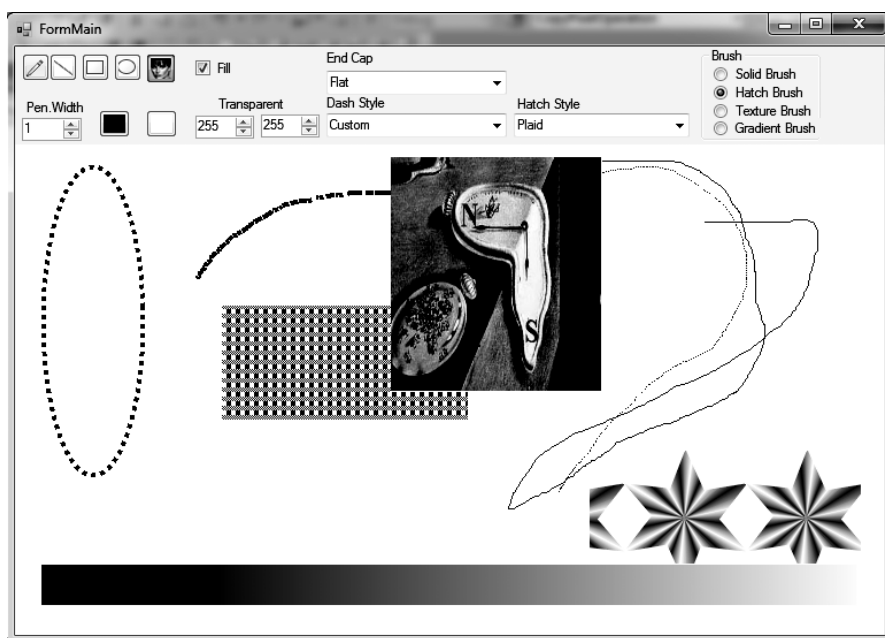 FormMain
End Cap
Brush
Fill
Flat
Solid Brush
Hatch Brush
Pen.Width
Transparent
Dash Style
Hatch Style
Texture Brush
1
255
255
Custom
Plaid
Gradient Brush
N
S